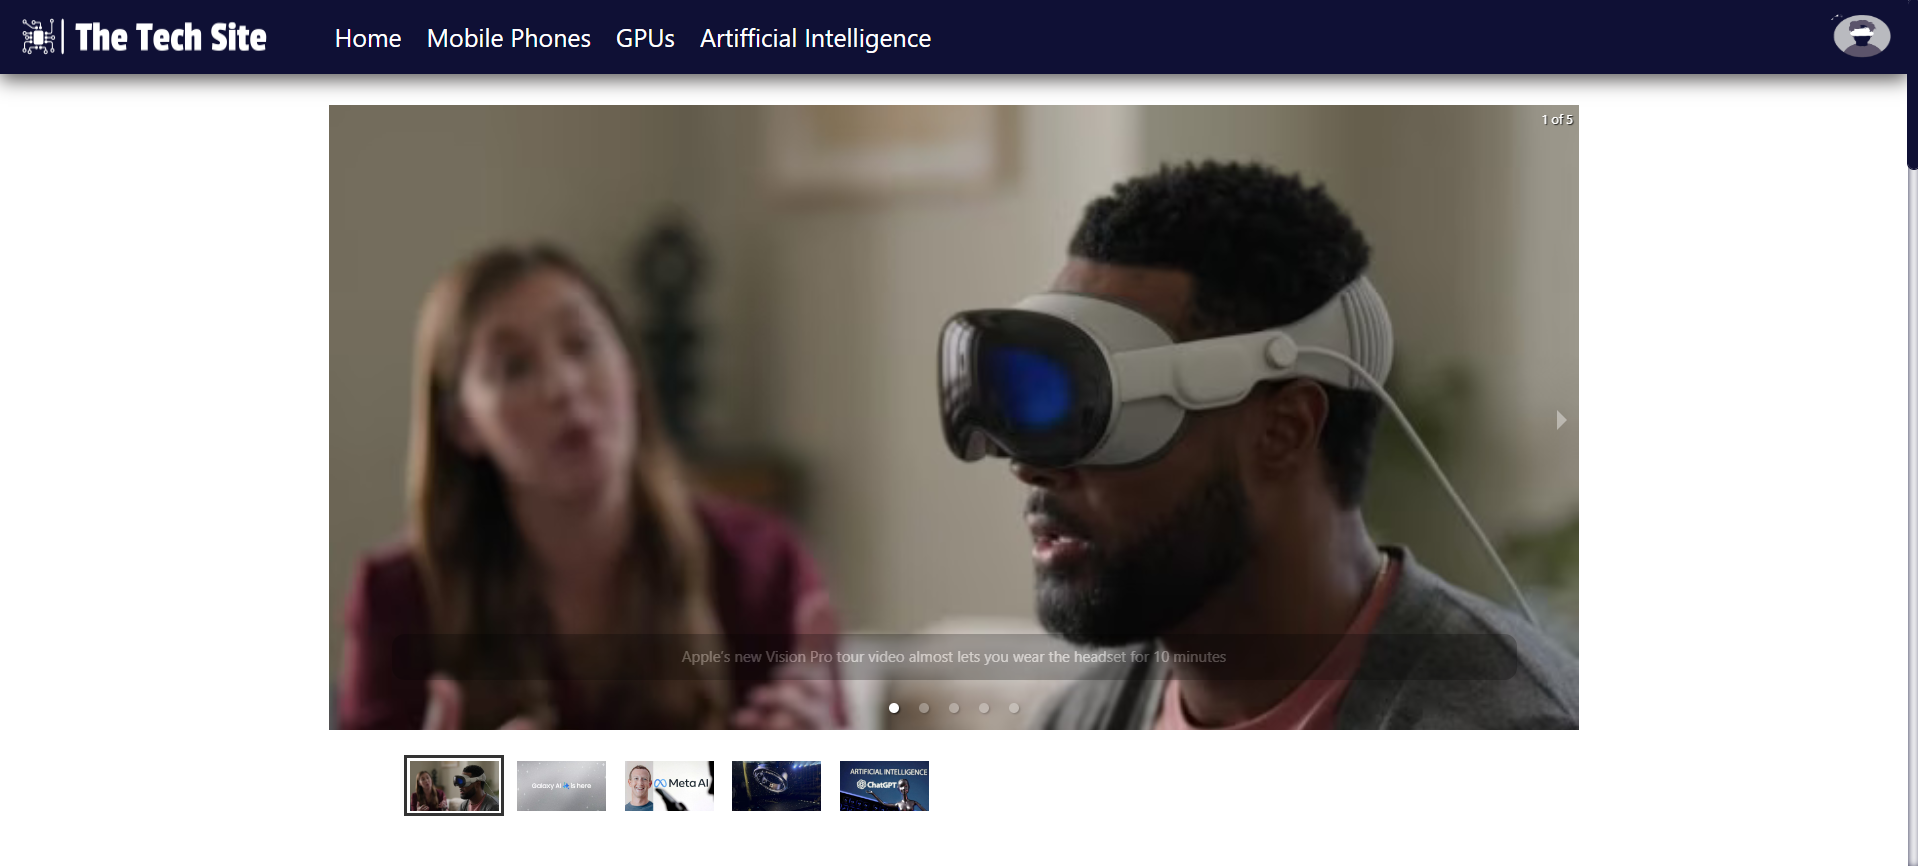 The Tech Site
Home Mobile Phones GPUs Artifficial Intelligence
1 of 5
Apple's new Vision Pro tour video almost lets you wear the headset for 10 minutes
Galaxy AI is here
Meta AI
ARTIFICIAL INTELLIGENCE
ChatGPT